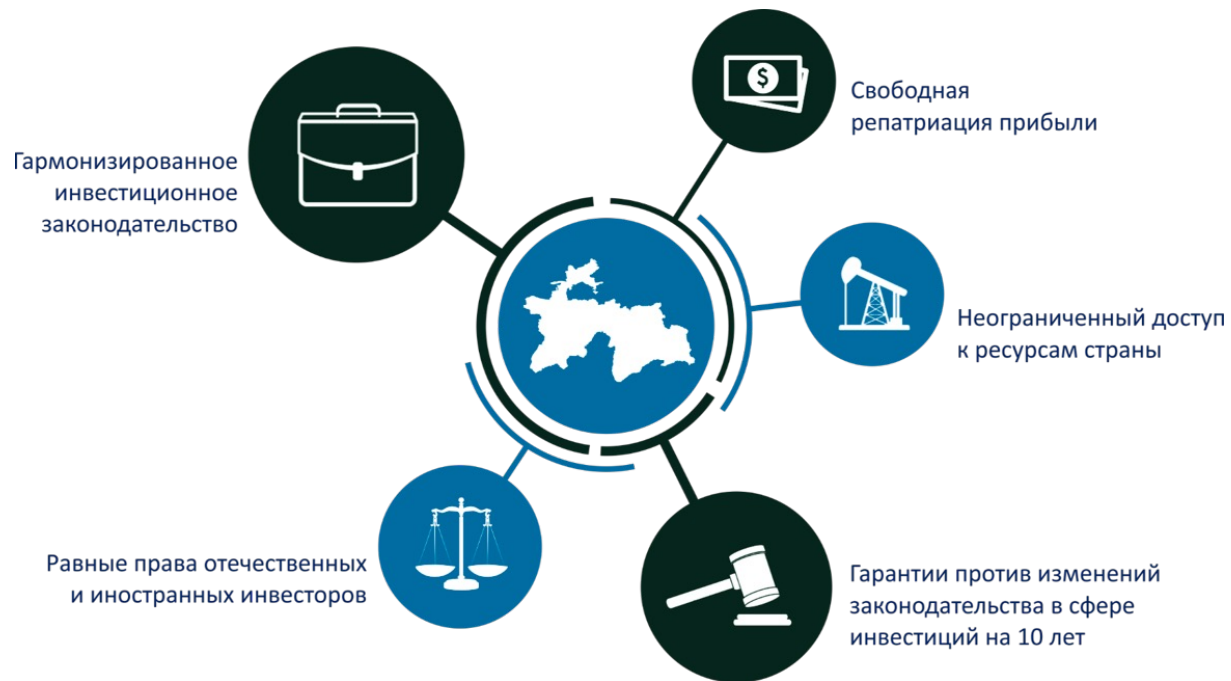 Гармонизированное
инвестиционное
законодательство
$
Свободная
репатриация прибыли
Неограниченный доступ
к ресурсам страны
Равные права отечественных
и иностранных инвесторов
Гарантии против изменений
законодательства в сфере
инвестиций на 10 лет